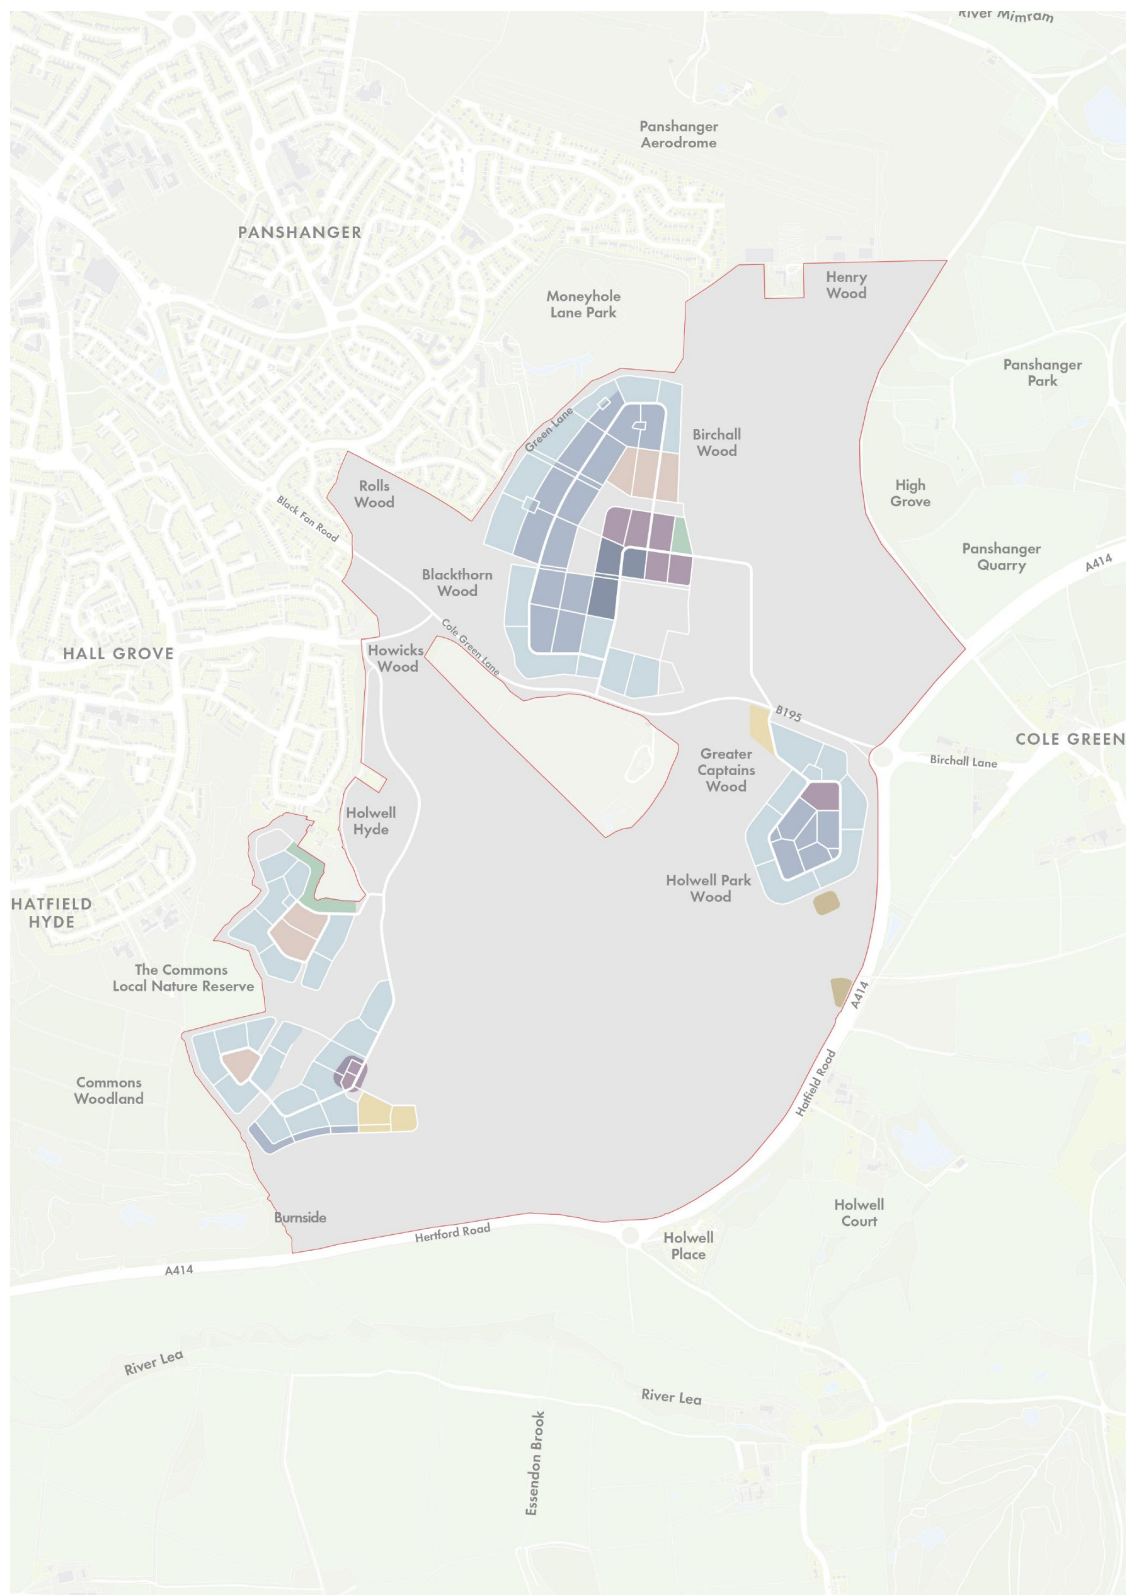 River Mimram
Panshanger
Aerodrome
PANSHANGER
Henry
Wood
Moneyhole
Lane Park
Panshanger
Park
Green Lane
Birchall
Wood
Rolls
Wood
High
Grove
Black Fan Road
Panshanger
Quarry
A414
Blackthorn
Wood
Cole Green Lane
HALL GROVE
Howicks
Wood
B195
COLE GREEN
Greater
Captains
Wood
Birchall Lane
Holwell
Hyde
Holwell Park
Wood
HATFIELD
HYDE
The Commons
Local Nature Reserve
A414
Commons
Woodland
Hatfield Road
Holwell
Court
Burnside
Hertford Road
Holwell
Place
A414
River Lea
River Lea
Essendon Brook